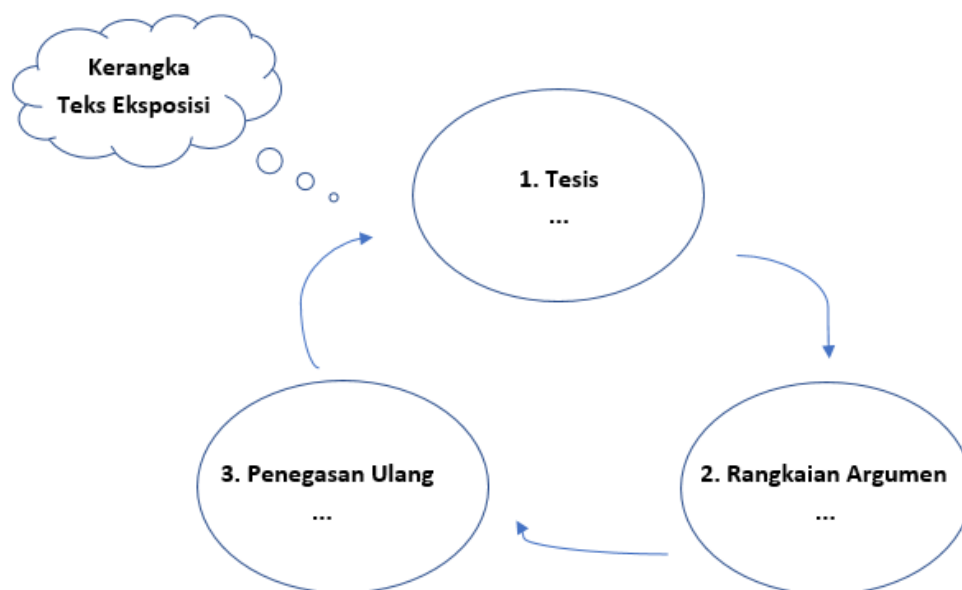 Kerangka
Teks Eksposisi
1. Tesis
...
2. Rangkaian Argumen
...
3. Penegasan Ulang
...